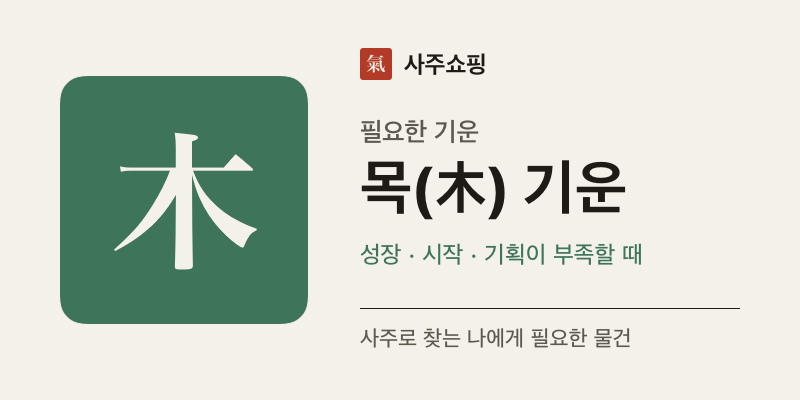 木
氣 사주쇼핑
필요한 기운
목(木) 기운
성장 · 시작 · 기획이 부족할 때
사주로 찾는 나에게 필요한 물건